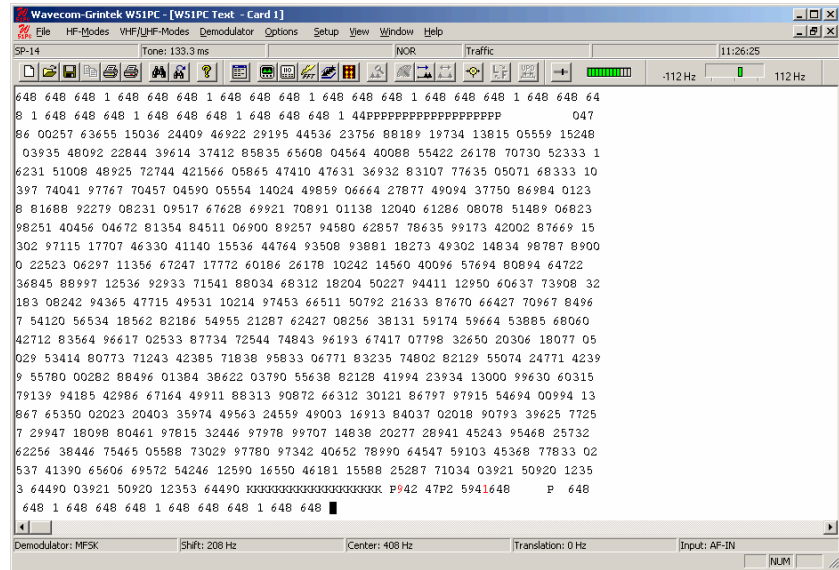 Wavecom-Grintek W51PC - [W51PC Text - Card 1]
File HF-Modes VHF/UHF-Modes Demodulator Options Setup View Window Help
SP-14 Tone: 133.3 ms NOR Traffic 11:26:25
-112 Hz 112 Hz
648 648 648 1 648 648 648 1 648 648 648 1 648 648 648 1 648 648 648 1 648 648 64
8 1 648 648 648 1 648 648 648 1 648 648 648 1 44PPPPPPPPPPPPPPPPPPP 047
86 00257 63655 15036 24409 46922 29195 44536 23756 88189 19734 13815 05559 15248
03935 48092 22844 39614 37412 85835 65608 04564 40088 55422 26178 70730 52333 1
6231 51008 48925 72744 421566 05865 47410 47631 36932 83107 77635 05071 68333 10
397 74041 97767 70457 04590 05554 14024 49859 06664 27877 49094 37750 86984 0123
8 81688 92279 08231 09517 67628 69921 70891 01138 12040 61286 08078 51489 06823
98251 40456 04672 81354 84511 06900 89257 94580 62857 78635 99173 42002 87669 15
302 97115 17707 46330 41140 15536 44764 93508 93881 18273 49302 14834 98787 8900
0 22523 06297 11356 67247 17772 60186 26178 10242 14560 40096 57694 80894 64722
36845 88997 12536 92933 71541 88034 68312 18204 50227 94411 12950 60637 73908 32
183 08242 94365 47715 49531 10214 97453 66511 50792 21633 87670 66427 70967 8496
7 54120 56534 18562 82186 54955 21287 62427 08256 38131 59174 59664 53885 68060
42712 83564 96617 02533 87734 72544 74843 96193 67417 07798 32650 20306 18077 05
029 53414 80773 71243 42385 71838 95833 06771 83235 74802 82129 55074 24771 4239
9 55780 00282 88496 01384 38622 03790 55638 82128 41994 23934 13000 99630 60315
79139 94185 42986 67164 49911 88313 90872 66312 30121 86797 97915 54694 00994 13
867 65350 02023 20403 35974 49563 24559 49003 16913 84037 02018 90793 39625 7725
7 29947 18098 80461 97815 32446 97978 99707 14838 20277 28941 45243 95468 25732
62256 38446 75465 05588 73029 97780 97342 40652 78990 64547 59103 45368 77833 02
537 41390 65606 69572 54246 12590 16550 46181 15588 25287 71034 03921 50920 1235
3 64490 03921 50920 12353 64490 KKKKKKKKKKKKKKKKKKK P942 47P2 5941648 P 648
648 1 648 648 648 1 648 648 648 1 648 648
Demodulator: MFSK Shift: 208 Hz Center: 408 Hz Translation: 0 Hz Input: AF-IN
NUM